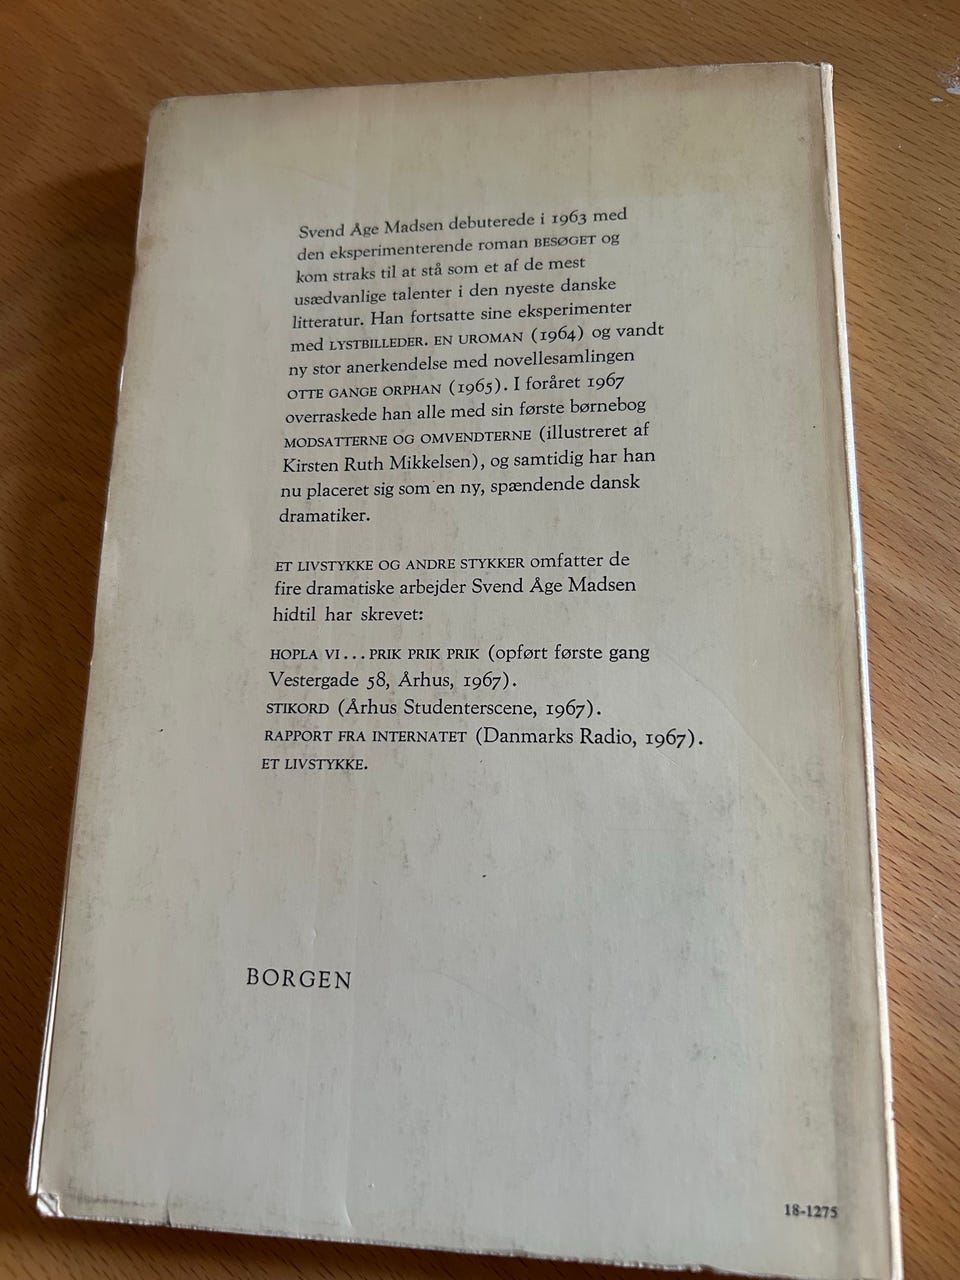 Svend Åge Madsen debuterede i 1963 med
den eksperimenterende roman BESØGET og
kom straks til at stå som et af de mest
usædvanlige talenter i den nyeste danske
litteratur. Han fortsatte sine eksperimenter
med LYSTBILLEDER. EN UROMAN (1964) og vandt
ny stor anerkendelse med novellesamlingen
OTTE GANGE ORPHAN (1965). I foråret 1967
overraskede han alle med sin første børnebog
MODSATTERNE OG OMVENDTERNE (illustreret af
Kirsten Ruth Mikkelsen), og samtidig har han
nu placeret sig som en ny, spændende dansk
dramatiker.
ET LIVSTYKKE OG ANDRE STYKKER omfatter de
fire dramatiske arbejder Svend Åge Madsen
hidtil har skrevet:
HOPLA VI... PRIK PRIK PRIK (opført første gang
Vestergade 58, Århus, 1967).
STIKORD (Århus Studenterscene, 1967).
RAPPORT FRA INTERNATET (Danmarks Radio, 1967).
ET LIVSTYKKE.
BORGEN
18-1275